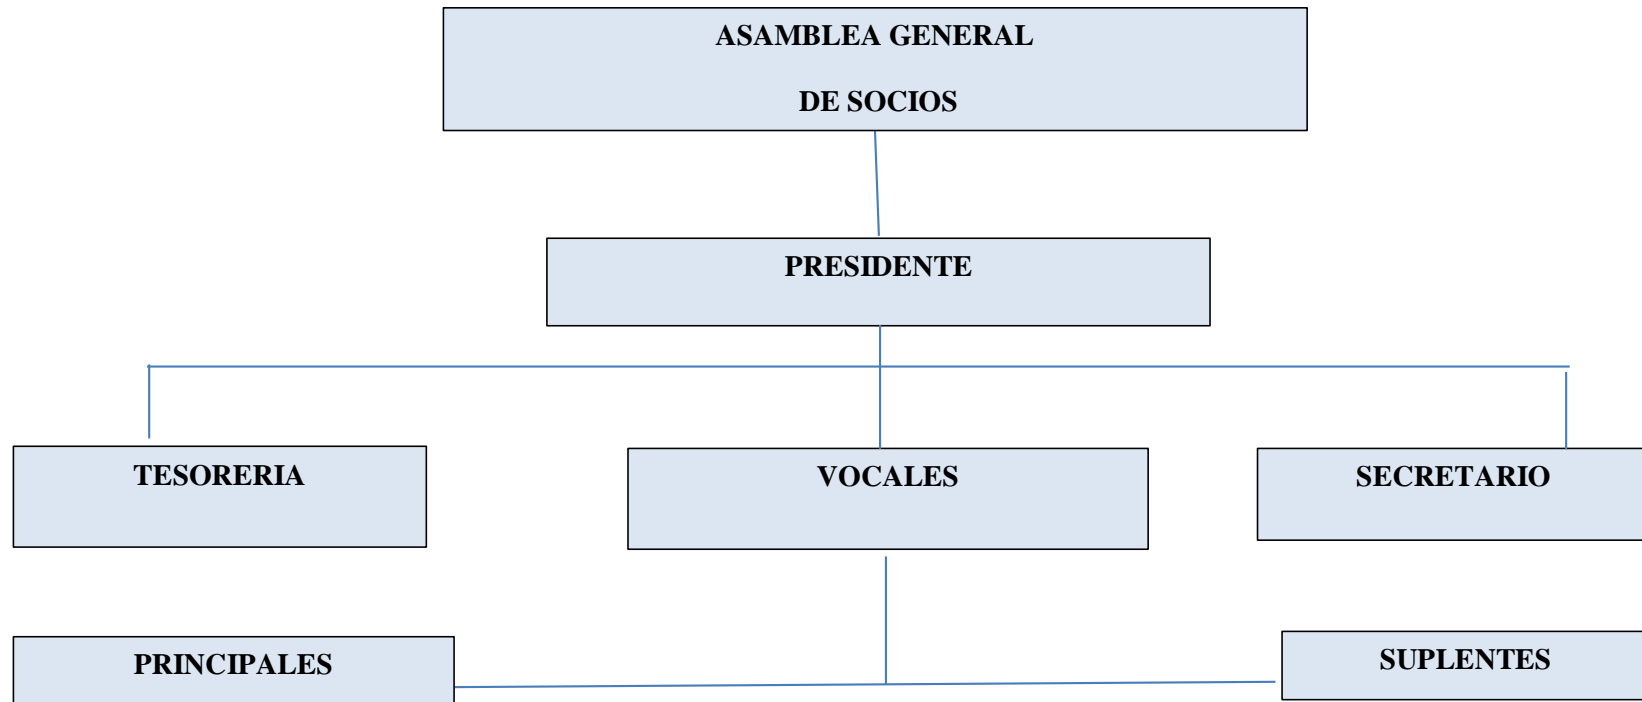 ASAMBLEA GENERAL
DE SOCIOS
PRESIDENTE
TESORERIA
VOCALES
SECRETARIO
PRINCIPALES
SUPLENTES